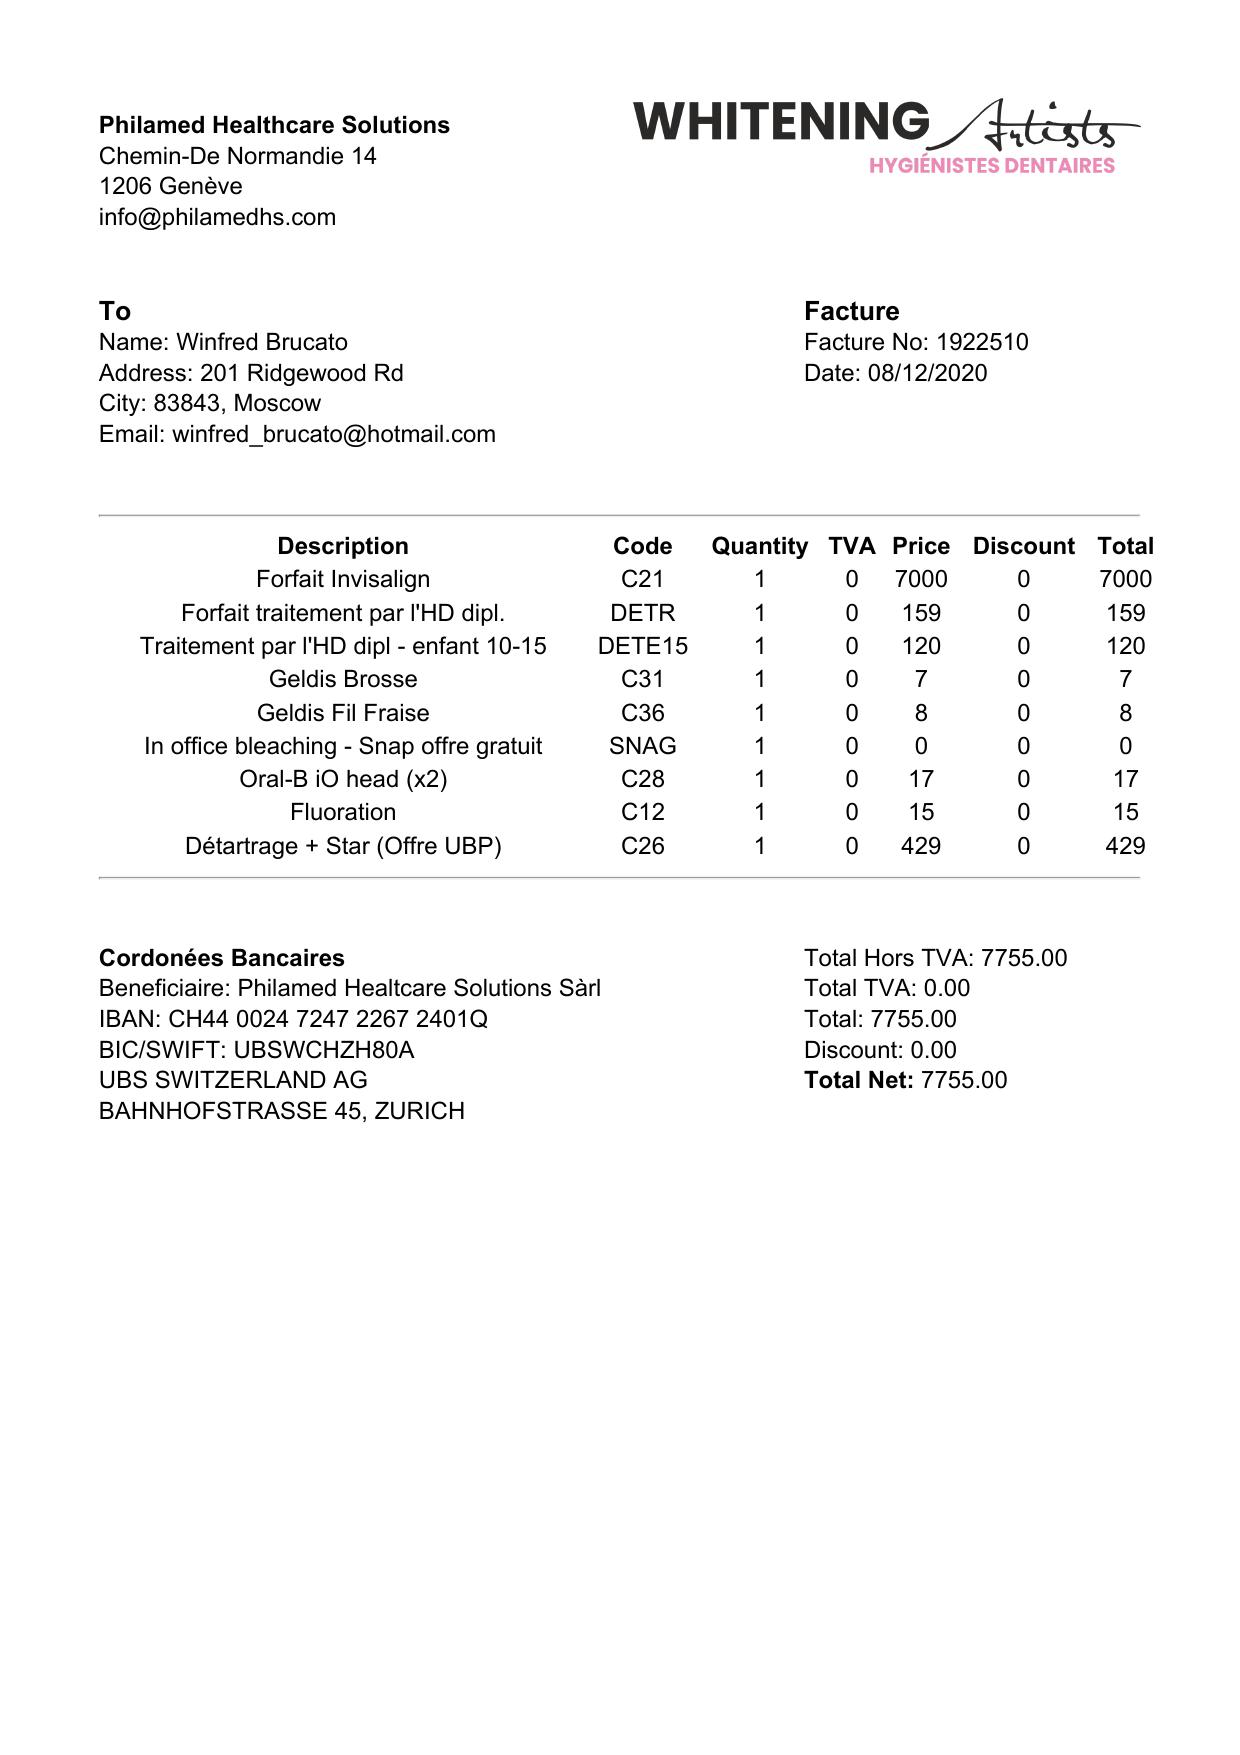 Philamed Healthcare Solutions
Chemin-De Normandie 14
1206 Genève
info@philamedhs.com
WHITENING Artists
HYGIÉNISTES DENTAIRES
To
Name: Winfred Brucato
Address: 201 Ridgewood Rd
City: 83843, Moscow
Email: winfred_brucato@hotmail.com
Facture
Facture No: 1922510
Date: 08/12/2020
Description Code Quantity TVA Price Discount Total
Forfait Invisalign C21 1 0 7000 0 7000
Forfait traitement par l'HD dipl. DETR 1 0 159 0 159
Traitement par l'HD dipl - enfant 10-15 DETE15 1 0 120 0 120
Geldis Brosse C31 1 0 7 0 7
Geldis Fil Fraise C36 1 0 8 0 8
In office bleaching - Snap offre gratuit SNAG 1 0 0 0 0
Oral-B iO head (x2) C28 1 0 17 0 17
Fluoration C12 1 0 15 0 15
Détartrage + Star (Offre UBP) C26 1 0 429 0 429
Cordonées Bancaires
Beneficiaire: Philamed Healtcare Solutions Sàrl
IBAN: CH44 0024 7247 2267 2401Q
BIC/SWIFT: UBSWCHZH80A
UBS SWITZERLAND AG
BAHNHOFSTRASSE 45, ZURICH
Total Hors TVA: 7755.00
Total TVA: 0.00
Total: 7755.00
Discount: 0.00
Total Net: 7755.00